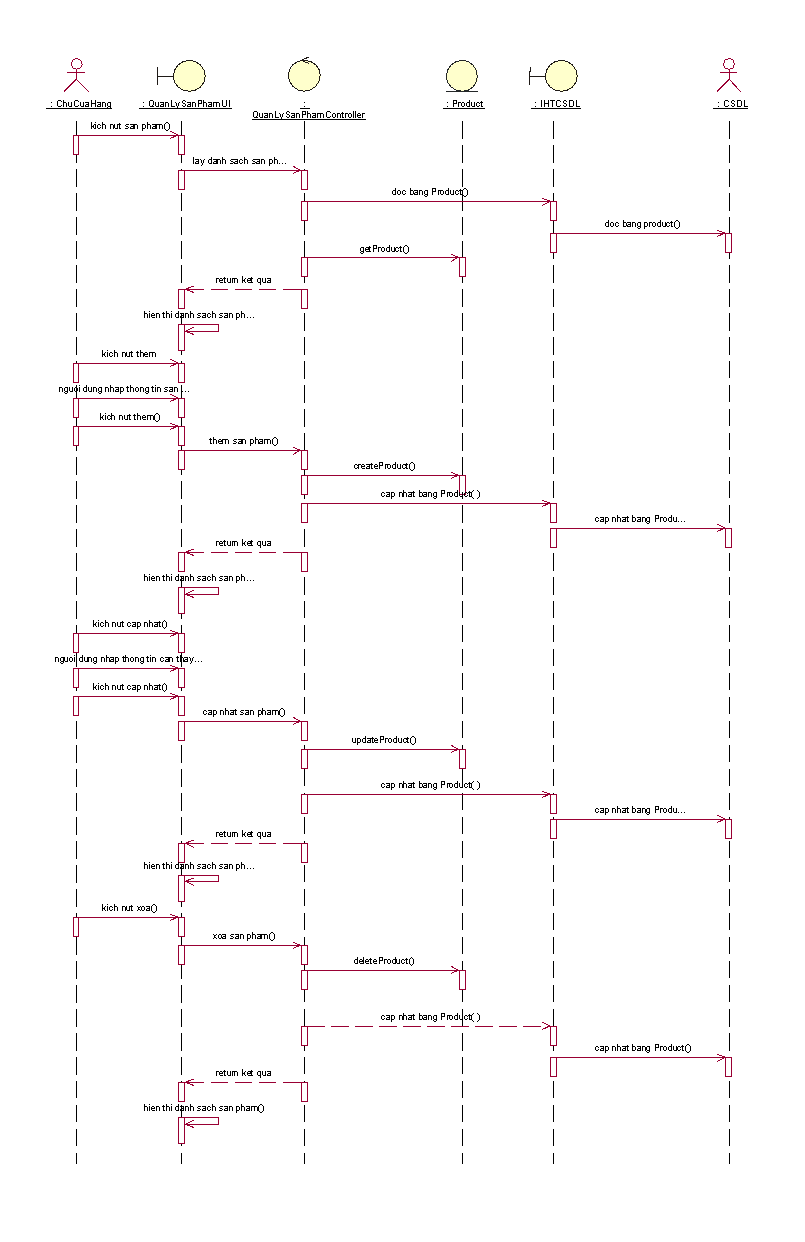 : ChuCuaHang
: QuanLySanPhamUI
:
QuanLySanPhamController
: Product
: IHTCSDL
: CSDL
kich nut san pham()
lay danh sach san ph...
doc bang Product()
doc bang product()
getProduct()
return ket qua
hien thi danh sach san ph...
kich nut them
nguoi dung nhap thong tin san ...
kich nut them()
them san pham()
createProduct()
cap nhat bang Product( )
cap nhat bang Produ...
return ket qua
hien thi danh sach san ph...
kich nut cap nhat()
nguoi dung nhap thong tin can thay...
kich nut cap nhat()
cap nhat san pham()
updateProduct()
cap nhat bang Product( )
cap nhat bang Produ...
return ket qua
hien thi danh sach san ph...
kich nut xoa()
xoa san pham()
deleteProduct()
cap nhat bang Product( )
cap nhat bang Product()
return ket qua
hien thi danh sach san pham()